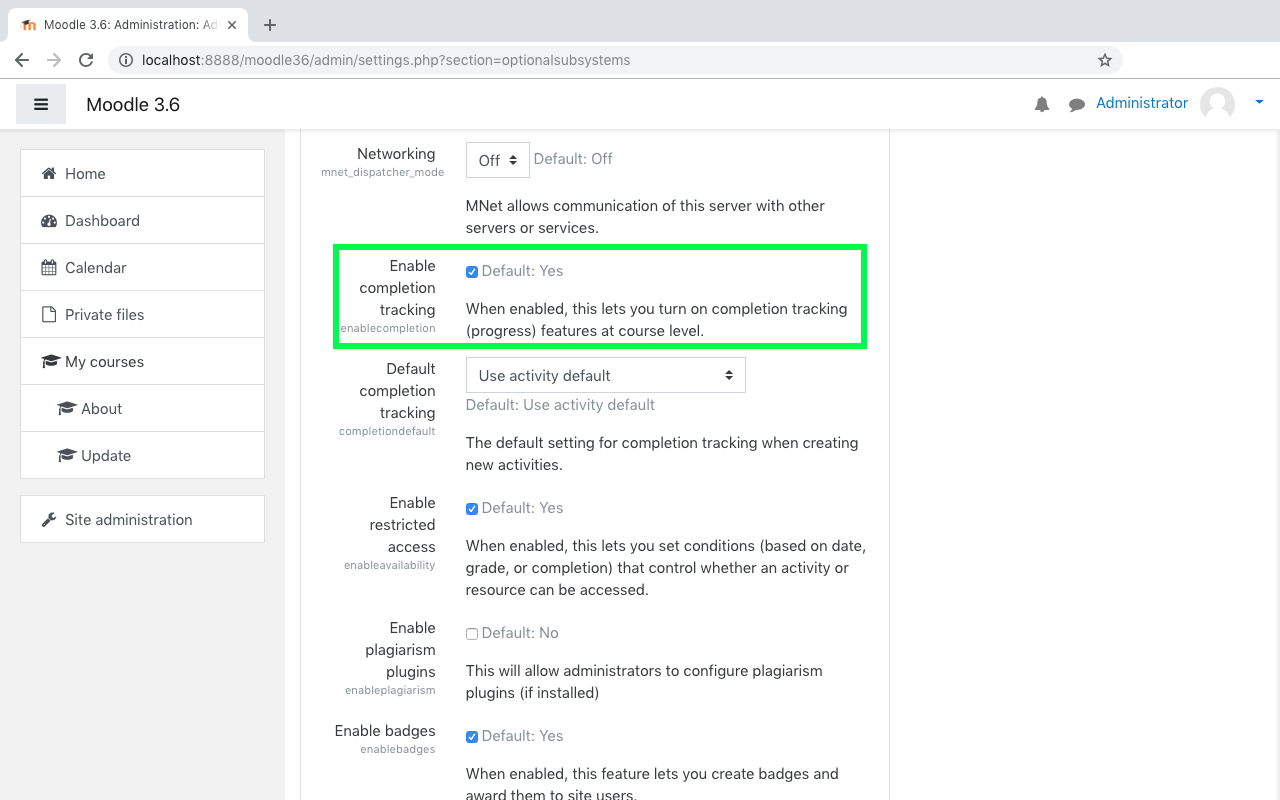 Moodle 3.6: Administration: Ad
localhost:8888/moodle36/admin/settings.php?section=optionalsubsystems
Moodle 3.6
Administrator
Home
Dashboard
Calendar
Private files
My courses
About
Update
Site administration
Networking
mnet_dispatcher_mode
Off
Default: Off
MNet allows communication of this server with other
servers or services.
Enable
completion
tracking
enablecompletion
Default: Yes
When enabled, this lets you turn on completion tracking
(progress) features at course level.
Default
completion
tracking
completiondefault
Use activity default
Default: Use activity default
The default setting for completion tracking when creating
new activities.
Enable
restricted
access
enableavailability
Default: Yes
When enabled, this lets you set conditions (based on date,
grade, or completion) that control whether an activity or
resource can be accessed.
Enable
plagiarism
plugins
enableplagiarism
Default: No
This will allow administrators to configure plagiarism
plugins (if installed)
Enable badges
enablebadges
Default: Yes
When enabled, this feature lets you create badges and
award them to site users.